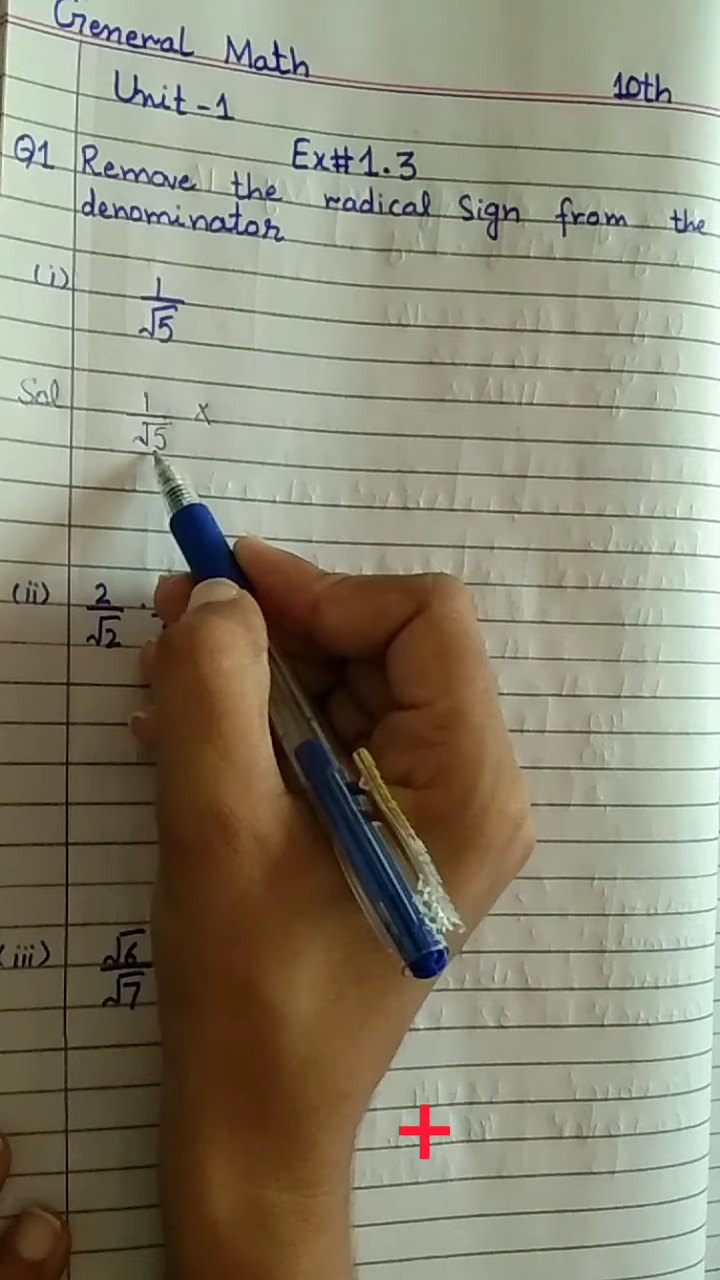 General Math
10th
Unit-1
Ex#1.3
Q1 Remove the radical Sign from the
denominator
(i) 1/√5
Sol 1/√5 ×
(ii) 2/√2
(iii) √6/√7